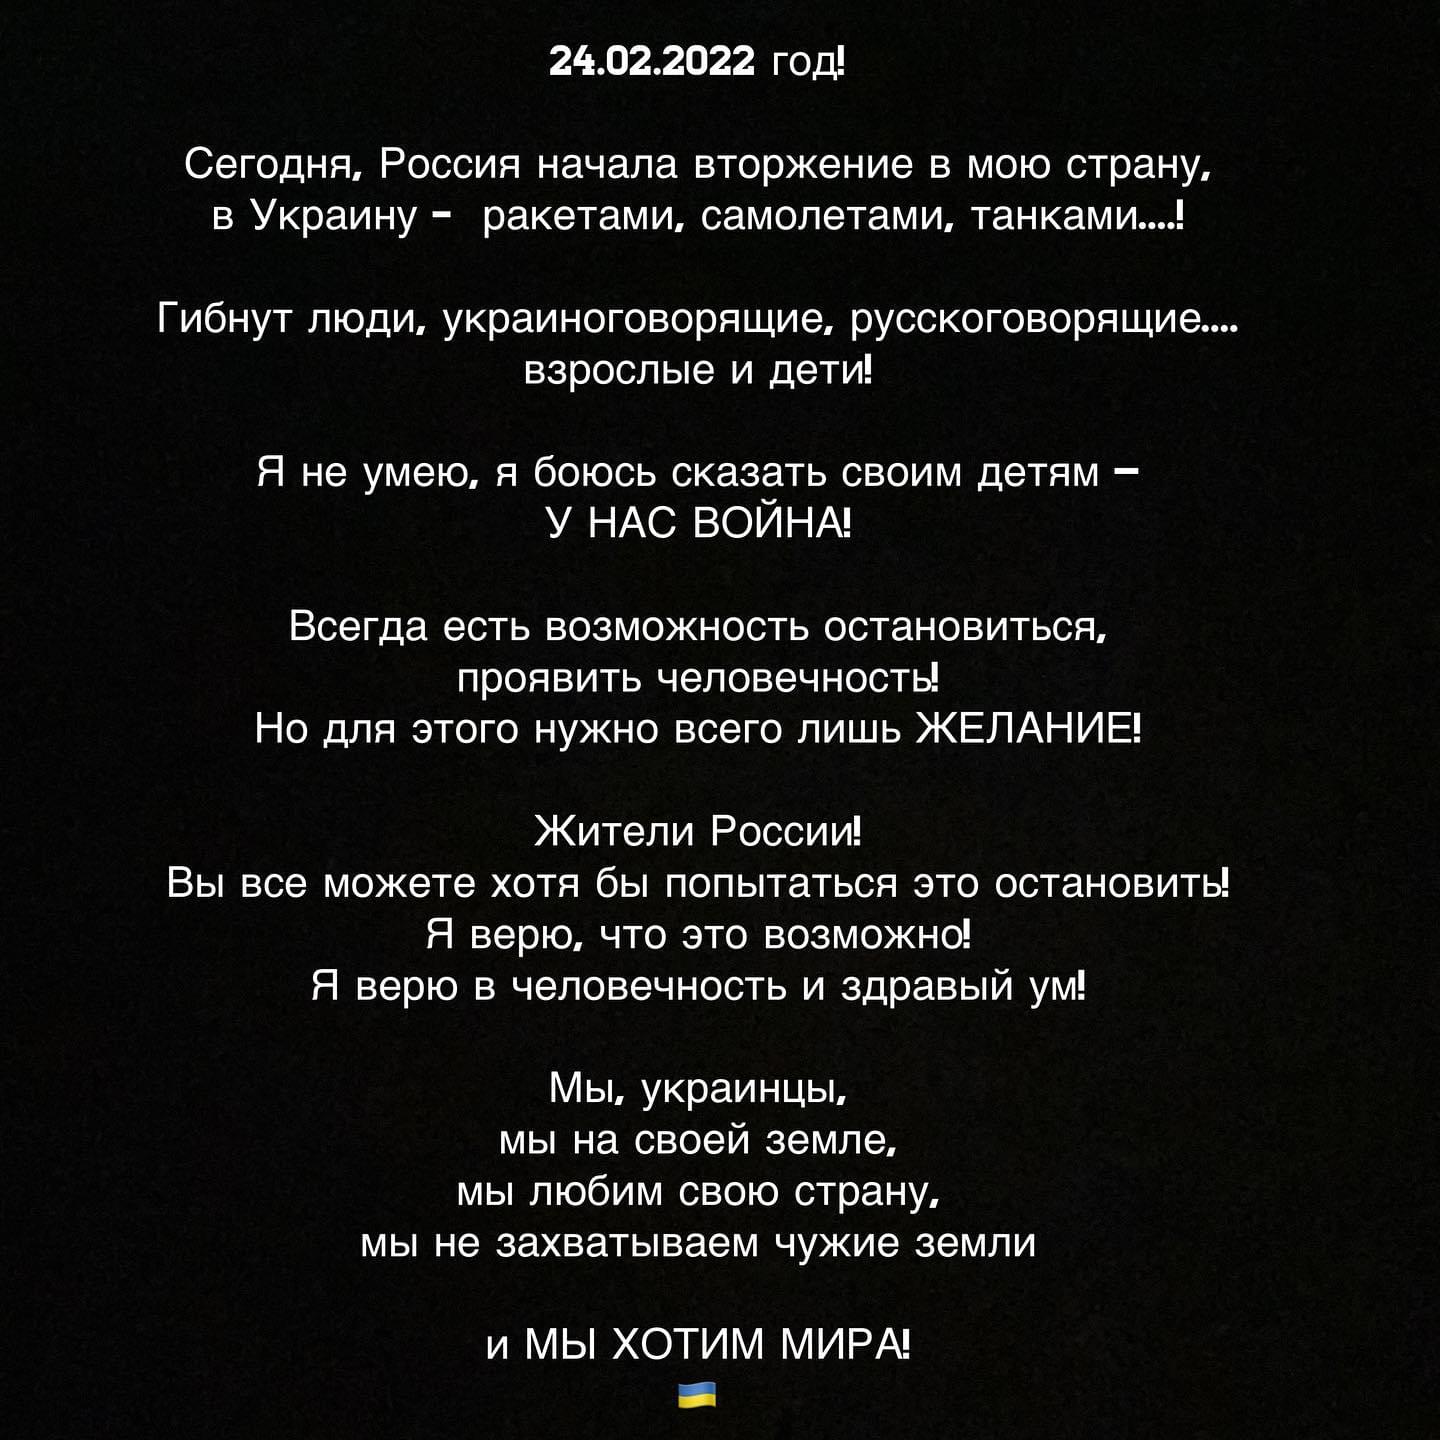 24.02.2022 год!
Сегодня, Россия начала вторжение в мою страну,
в Украину - ракетами, самолетами, танками....!
Гибнут люди, украиноговорящие, русскоговорящие....
взрослые и дети!
Я не умею, я боюсь сказать своим детям –
У НАС ВОЙНА!
Всегда есть возможность остановиться,
проявить человечность!
Но для этого нужно всего лишь ЖЕЛАНИЕ!
Жители России!
Вы все можете хотя бы попытаться это остановить!
Я верю, что это возможно!
Я верю в человечность и здравый ум!
Мы, украинцы,
мы на своей земле,
мы любим свою страну,
мы не захватываем чужие земли
и МЫ ХОТИМ МИРА!
🇺🇦